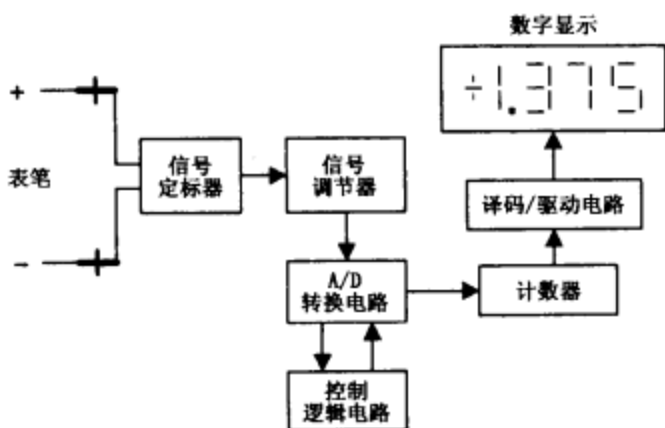 数字显示
+1.375
+
表笔
-
信号
定标器
信号
调节器
译码/驱动电路
A/D
转换电路
计数器
控制
逻辑电路